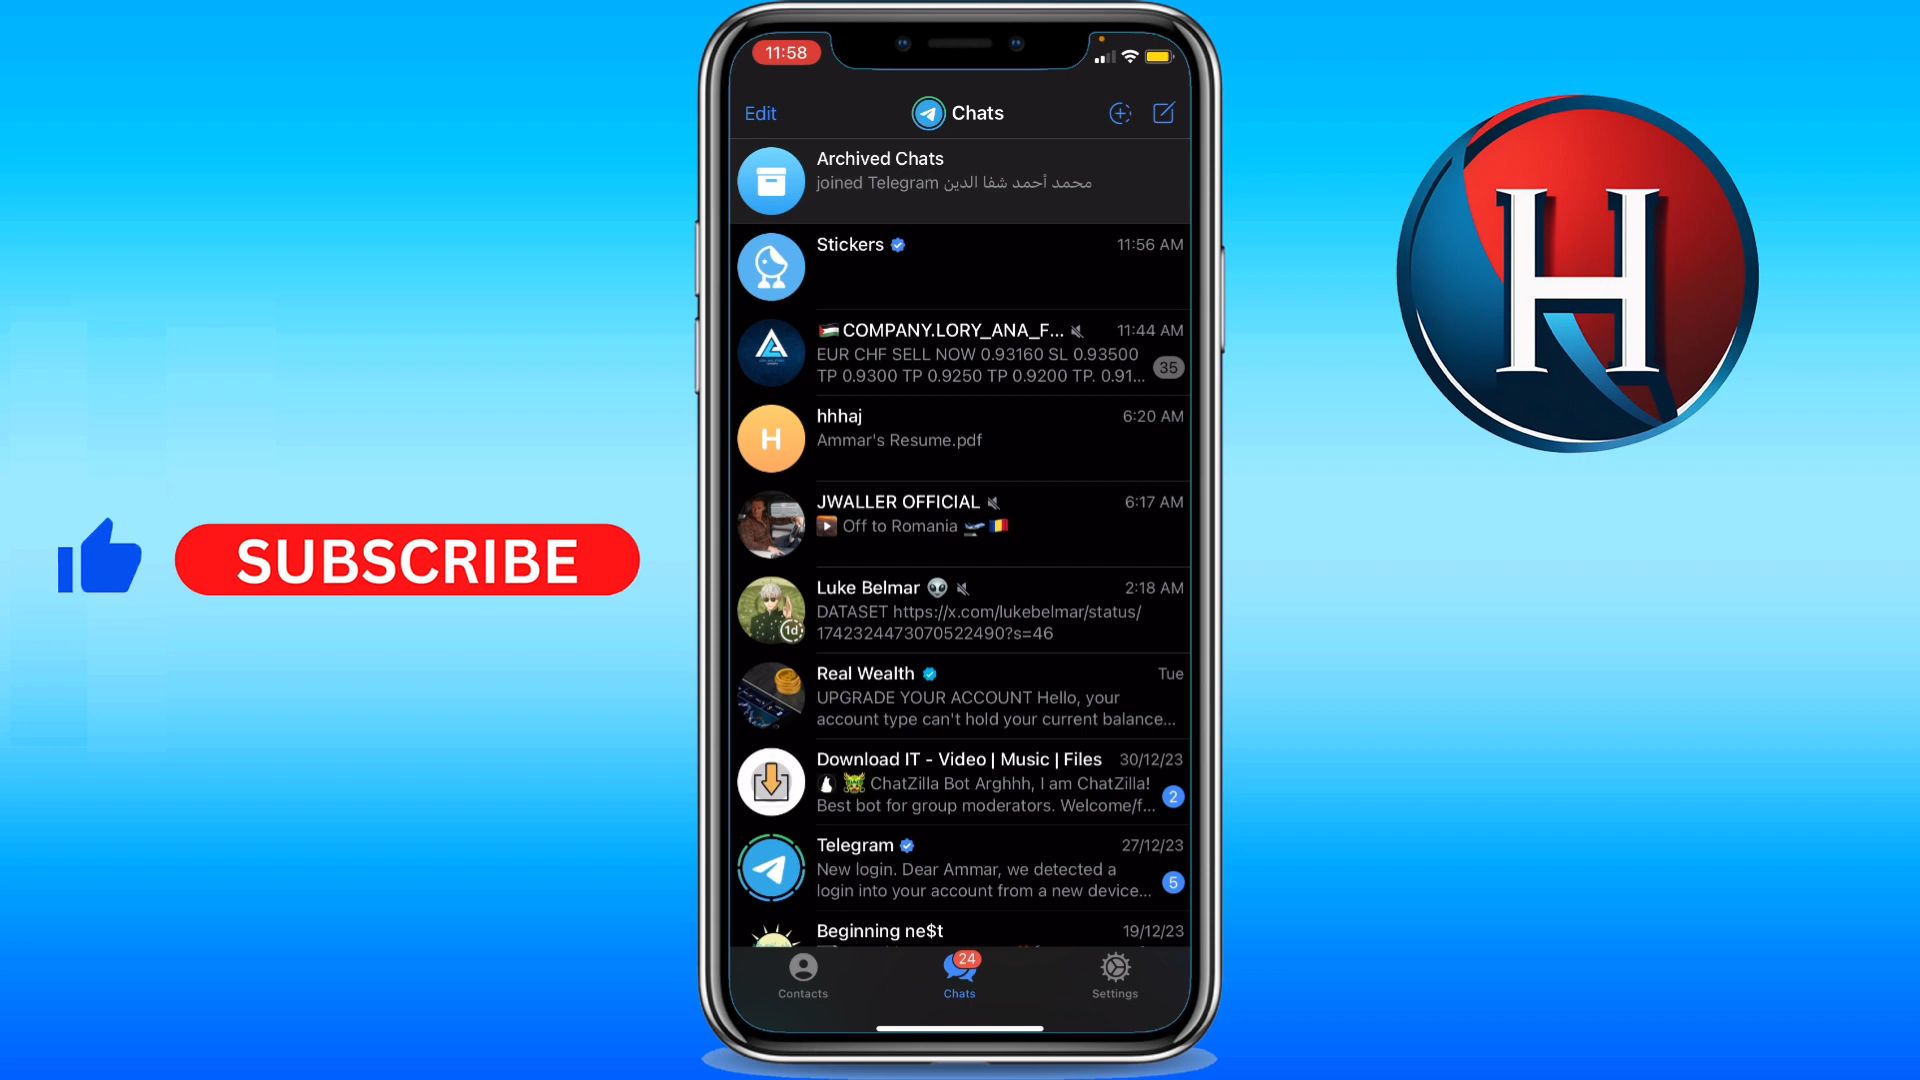 11:58
Edit
Chats
Archived Chats
joined Telegram محمد أحمد شفا الدين
Stickers
11:56 AM
COMPANY.LORY_ANA_F...
11:44 AM
EUR CHF SELL NOW 0.93160 SL 0.93500
TP 0.9300 TP 0.9250 TP 0.9200 TP. 0.91...
35
H
hhhaj
6:20 AM
Ammar's Resume.pdf
JWALLER OFFICIAL
6:17 AM
Off to Romania
Luke Belmar
2:18 AM
DATASET https://x.com/lukebelmar/status/
1742324473070522490?s=46
1d
Real Wealth
Tue
UPGRADE YOUR ACCOUNT Hello, your
account type can't hold your current balance...
Download IT - Video | Music | Files
30/12/23
ChatZilla Bot Arghhh, I am ChatZilla!
Best bot for group moderators. Welcome/f...
2
Telegram
27/12/23
New login. Dear Ammar, we detected a
login into your account from a new device...
5
Beginning ne$t
19/12/23
24
Contacts
Chats
Settings
SUBSCRIBE
H